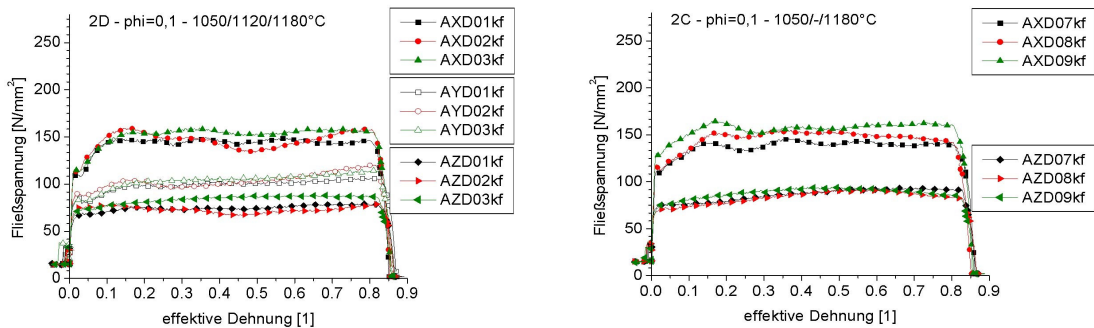 2D - phi=0,1 - 1050/1120/1180°C
AXD01kf
AXD02kf
AXD03kf
AYD01kf
AYD02kf
AYD03kf
AZD01kf
AZD02kf
AZD03kf
Fließspannung [N/mm²]
250
200
150
100
50
0
0.0 0.1 0.2 0.3 0.4 0.5 0.6 0.7 0.8 0.9
effektive Dehnung [1]
2C - phi=0,1 - 1050/-/1180°C
AXD07kf
AXD08kf
AXD09kf
AZD07kf
AZD08kf
AZD09kf
Fließspannung [N/mm²]
250
200
150
100
50
0
0.0 0.1 0.2 0.3 0.4 0.5 0.6 0.7 0.8 0.9
effektive Dehnung [1]